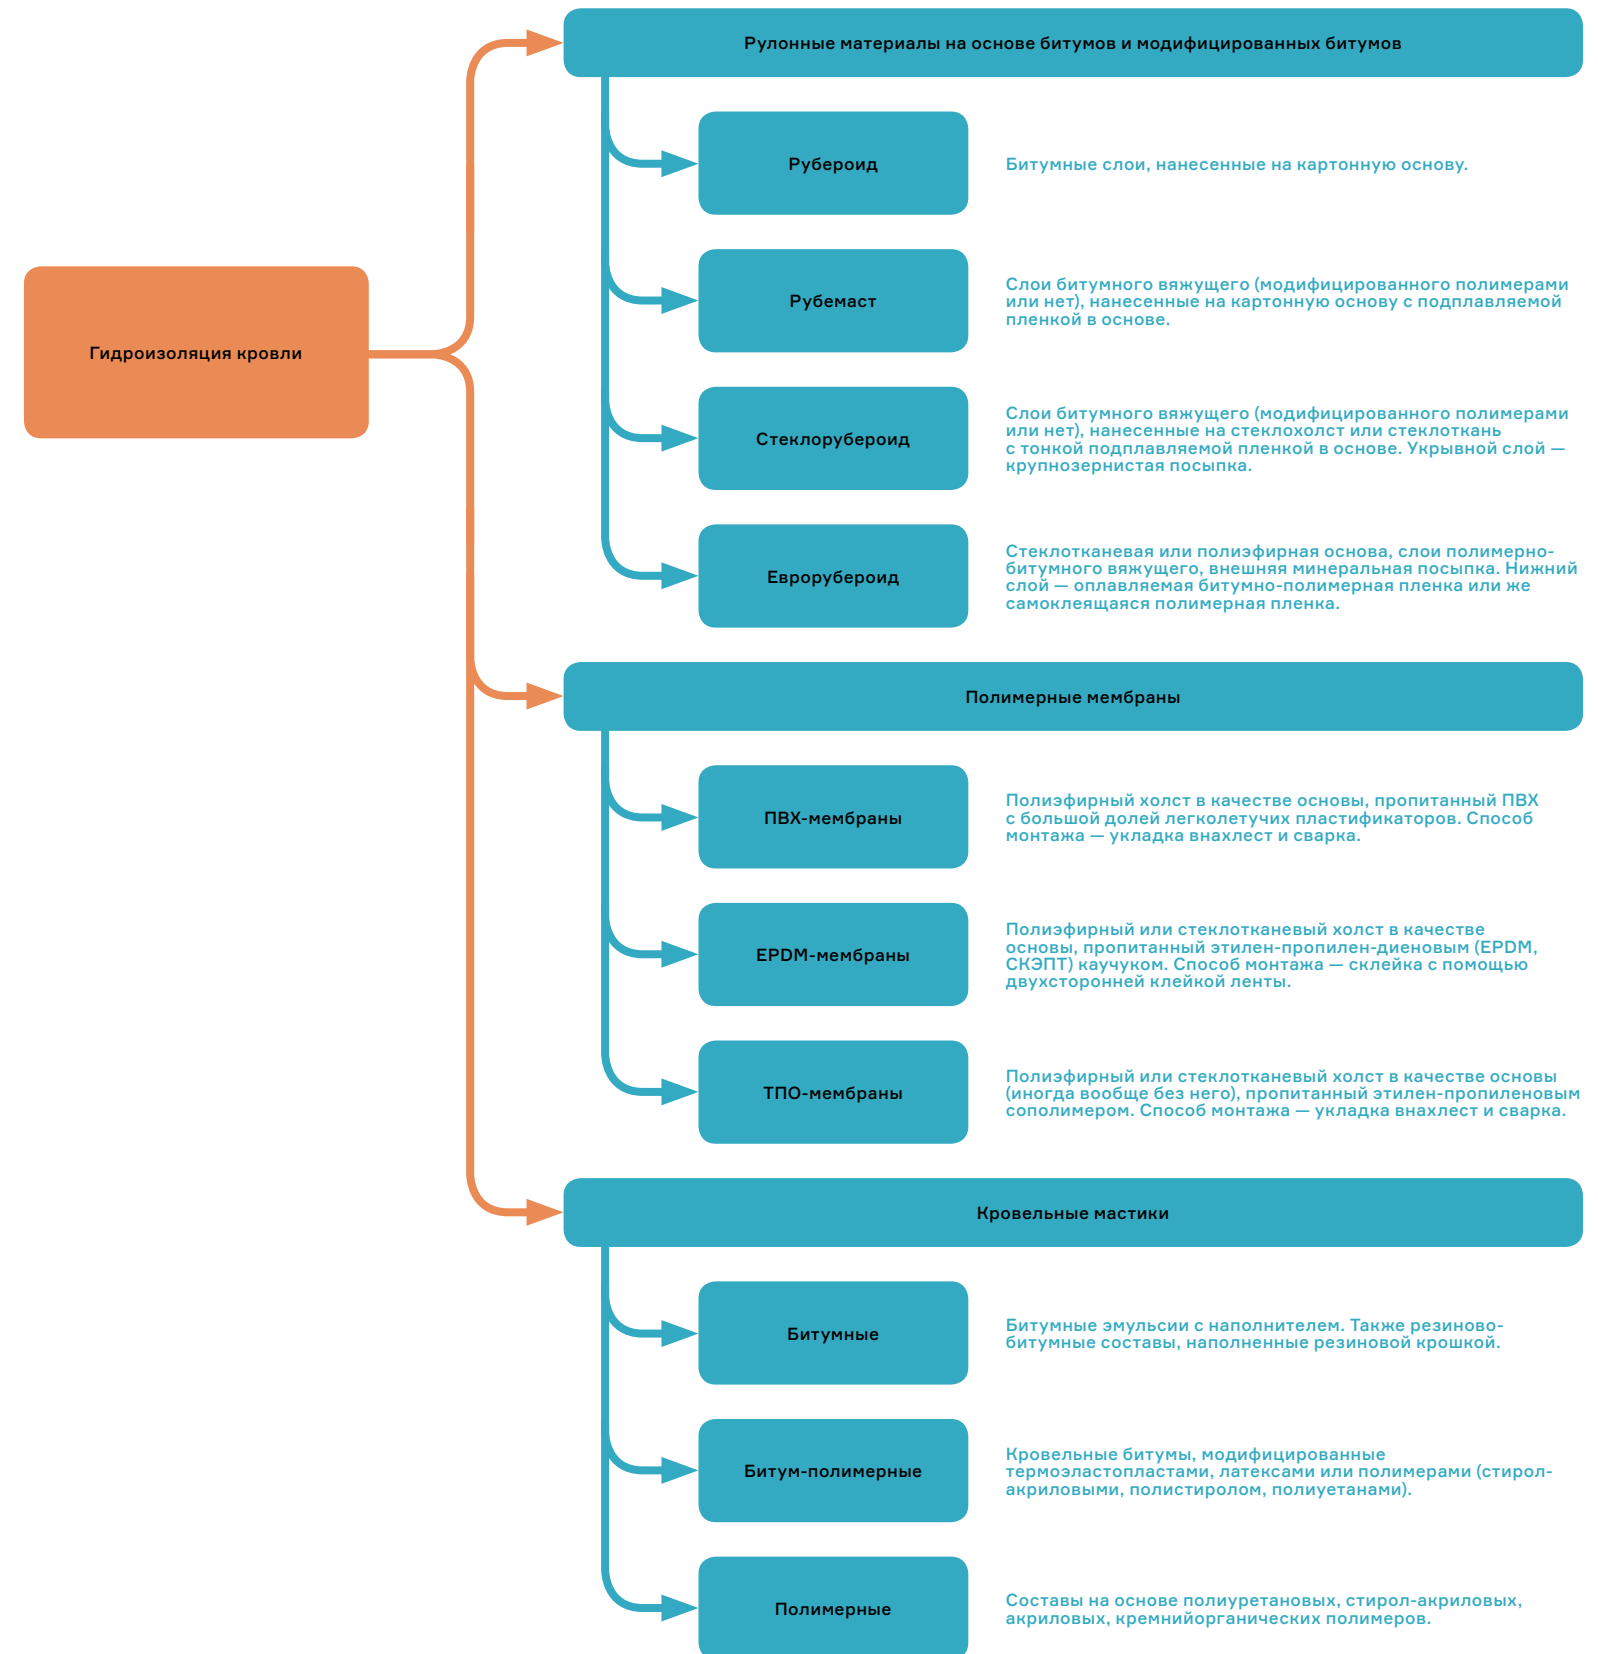 Рулонные материалы на основе битумов и модифицированных битумов
Рубероид
Битумные слои, нанесенные на картонную основу.
Рубемаст
Слои битумного вяжущего (модифицированного полимерами
или нет), нанесенные на картонную основу с подплавляемой
пленкой в основе.
Гидроизоляция кровли
Стеклорубероид
Слои битумного вяжущего (модифицированного полимерами
или нет), нанесенные на стеклохолст или стеклоткань
с тонкой подплавляемой пленкой в основе. Укрывной слой —
крупнозернистая посыпка.
Еврорубероид
Стеклотканевая или полиэфирная основа, слои полимерно-
битумного вяжущего, внешняя минеральная посыпка. Нижний
слой — оплавляемая битумно-полимерная пленка или же
самоклеящаяся полимерная пленка.
Полимерные мембраны
ПВХ-мембраны
Полиэфирный холст в качестве основы, пропитанный ПВХ
с большой долей легколетучих пластификаторов. Способ
монтажа — укладка внахлест и сварка.
EPDM-мембраны
Полиэфирный или стеклотканевый холст в качестве
основы, пропитанный этилен-пропилен-диеновым (EPDM,
СКЭПТ) каучуком. Способ монтажа — склейка с помощью
двухсторонней клейкой ленты.
ТПО-мембраны
Полиэфирный или стеклотканевый холст в качестве основы
(иногда вообще без него), пропитанный этилен-пропиленовым
сополимером. Способ монтажа — укладка внахлест и сварка.
Кровельные мастики
Битумные
Битумные эмульсии с наполнителем. Также резиново-
битумные составы, наполненные резиновой крошкой.
Битум-полимерные
Кровельные битумы, модифицированные
термоэластопластами, латексами или полимерами (стирол-
акриловыми, полистиролом, полиуетанами).
Полимерные
Составы на основе полиуретановых, стирол-акриловых,
акриловых, кремнийорганических полимеров.